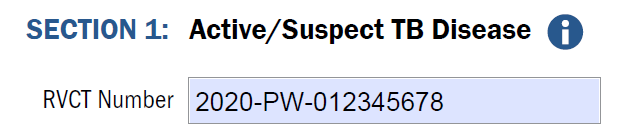 SECTION 1: Active/Suspect TB Disease i
RVCT Number 2020-PW-012345678